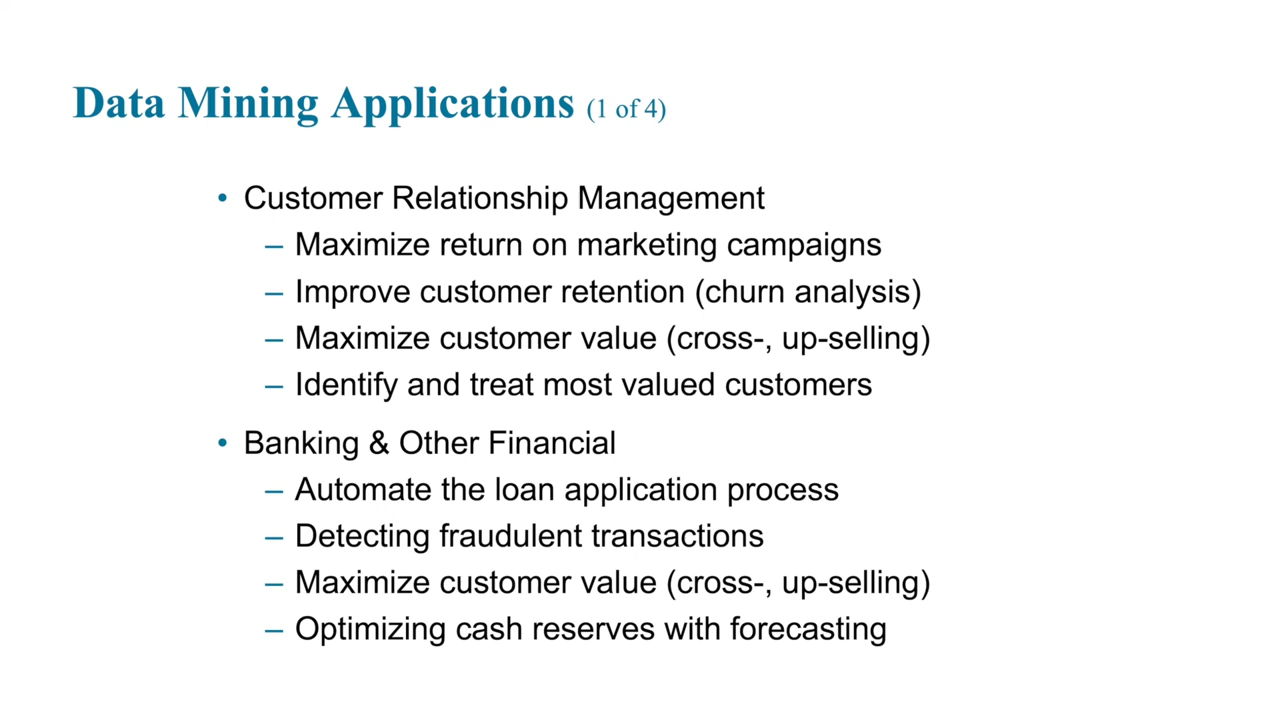 Data Mining Applications (1 of 4)
• Customer Relationship Management
– Maximize return on marketing campaigns
– Improve customer retention (churn analysis)
– Maximize customer value (cross-, up-selling)
– Identify and treat most valued customers
• Banking & Other Financial
– Automate the loan application process
– Detecting fraudulent transactions
– Maximize customer value (cross-, up-selling)
– Optimizing cash reserves with forecasting